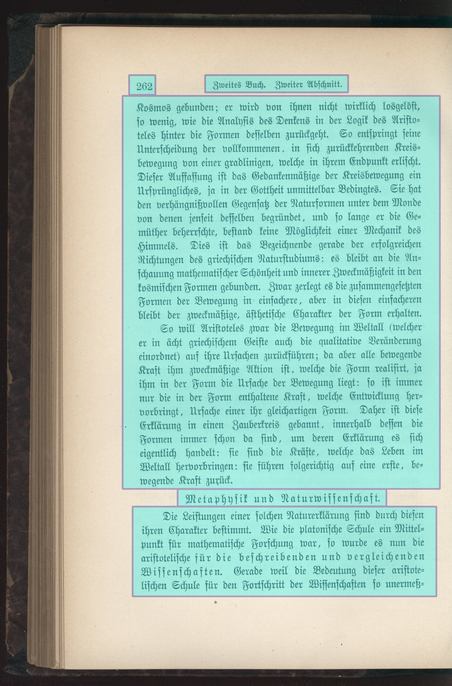 262
Zweites Buch. Zweiter Abschnitt.
Kosmos gebunden; er wird von ihnen nicht wirklich losgelöst,
so wenig, wie die Analysis des Denkens in der Logik des Aristo-
teles hinter die Formen desselben zurückgeht. So entspringt seine
Unterscheidung der vollkommenen, in sich zurückkehrenden Kreis-
bewegung von einer gradlinigen, welche in ihrem Endpunkt erlischt.
Dieser Auffassung ist das Gedankenmäßige der Kreisbewegung ein
Ursprüngliches, ja in der Gottheit unmittelbar Bedingtes. Sie hat
den verhängnißvollen Gegensatz der Naturformen unter dem Monde
von denen jenseit desselben begründet, und so lange er die Ge-
müther beherrschte, bestand keine Möglichkeit einer Mechanik des
Himmels. Dies ist das Bezeichnende gerade der erfolgreichen
Richtungen des griechischen Naturstudiums: es bleibt an die An-
schauung mathematischer Schönheit und innerer Zweckmäßigkeit in den
kosmischen Formen gebunden. Zwar zerlegt es die zusammengesetzten
Formen der Bewegung in einfachere, aber in diesen einfacheren
bleibt der zweckmäßige, ästhetische Charakter der Form erhalten.
So will Aristoteles zwar die Bewegung im Weltall (welcher
er in ächt griechischem Geiste auch die qualitative Veränderung
einordnet) auf ihre Ursachen zurückführen; da aber alle bewegende
Kraft ihm zweckmäßige Aktion ist, welche die Form realisirt, ja
ihm in der Form die Ursache der Bewegung liegt: so ist immer
nur die in der Form enthaltene Kraft, welche Entwicklung her-
vorbringt, Ursache einer ihr gleichartigen Form. Daher ist diese
Erklärung in einen Zauberkreis gebannt, innerhalb dessen die
Formen immer schon da sind, um deren Erklärung es sich
eigentlich handelt: sie sind die Kräfte, welche das Leben im
Weltall hervorbringen: sie führen folgerichtig auf eine erste, be-
wegende Kraft zurück.
Metaphysik und Naturwissenschaft.
Die Leistungen einer solchen Naturerklärung sind durch diesen
ihren Charakter bestimmt. Wie die platonische Schule ein Mittel-
punkt für mathematische Forschung war, so wurde es nun die
aristotelische für die beschreibenden und vergleichenden
Wissenschaften. Gerade weil die Bedeutung dieser aristote-
lischen Schule für den Fortschritt der Wissenschaften so unermeß-